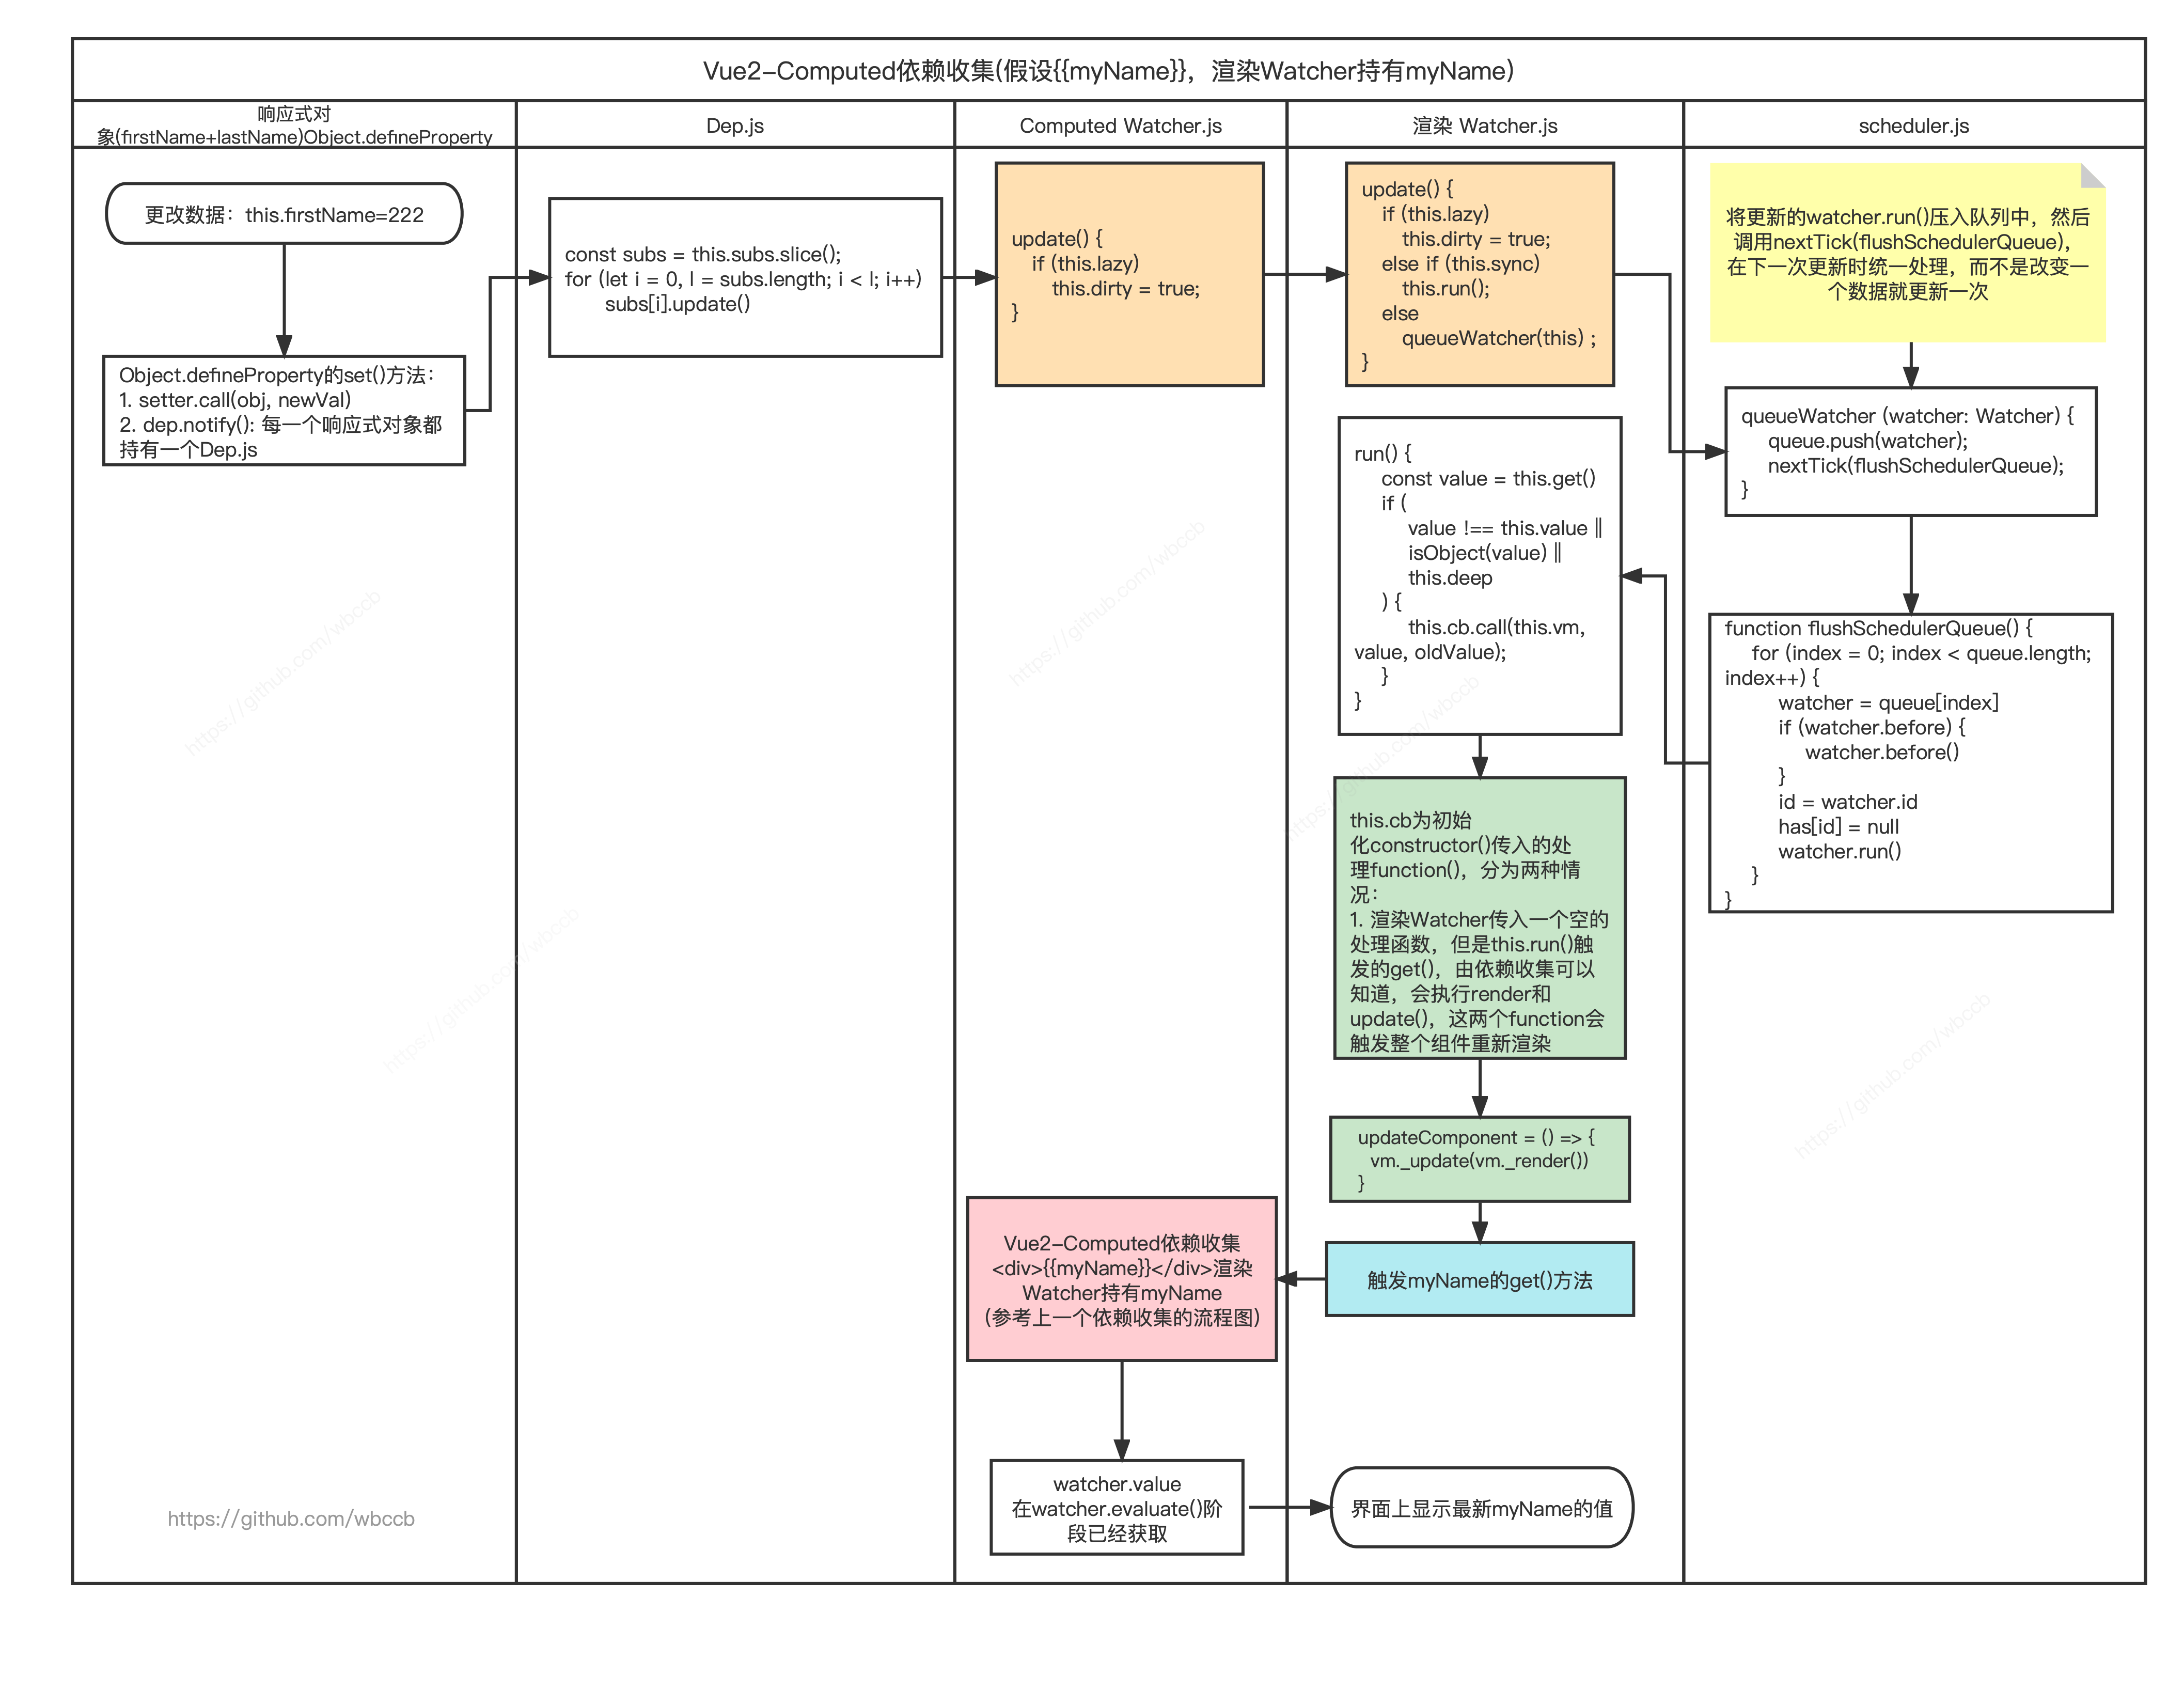 Vue2-Computed依赖收集(假设{{myName}}，渲染Watcher持有myName)
响应式对
象(firstName+lastName)Object.defineProperty
Dep.js
Computed Watcher.js
渲染 Watcher.js
scheduler.js
更改数据：this.firstName=222
Object.defineProperty的set()方法：
1. setter.call(obj, newVal)
2. dep.notify(): 每一个响应式对象都
持有一个Dep.js
const subs = this.subs.slice();
for (let i = 0, l = subs.length; i < l; i++)
subs[i].update()
update() {
if (this.lazy)
this.dirty = true;
}
update() {
if (this.lazy)
this.dirty = true;
else if (this.sync)
this.run();
else
queueWatcher(this) ;
}
将更新的watcher.run()压入队列中，然后
调用nextTick(flushSchedulerQueue)，
在下一次更新时统一处理，而不是改变一
个数据就更新一次
queueWatcher (watcher: Watcher) {
queue.push(watcher);
nextTick(flushSchedulerQueue);
}
function flushSchedulerQueue() {
for (index = 0; index < queue.length;
index++) {
watcher = queue[index]
if (watcher.before) {
watcher.before()
}
id = watcher.id
has[id] = null
watcher.run()
}
}
run() {
const value = this.get()
if (
value !== this.value ||
isObject(value) ||
this.deep
) {
this.cb.call(this.vm,
value, oldValue);
}
}
this.cb为初始
化constructor()传入的处
理function()，分为两种情
况：
1. 渲染Watcher传入一个空的
处理函数，但是this.run()触
发的get()，由依赖收集可以
知道，会执行render和
update()，这两个function会
触发整个组件重新渲染
updateComponent = () => {
vm._update(vm._render())
}
触发myName的get()方法
Vue2-Computed依赖收集
<div>{{myName}}</div>渲染
Watcher持有myName
(参考上一个依赖收集的流程图)
watcher.value
在watcher.evaluate()阶
段已经获取
界面上显示最新myName的值
https://github.com/wbccb
https://github.com/wbccb
https://github.com/wbccb
https://github.com/wbccb
https://github.com/wbccb
https://github.com/wbccb